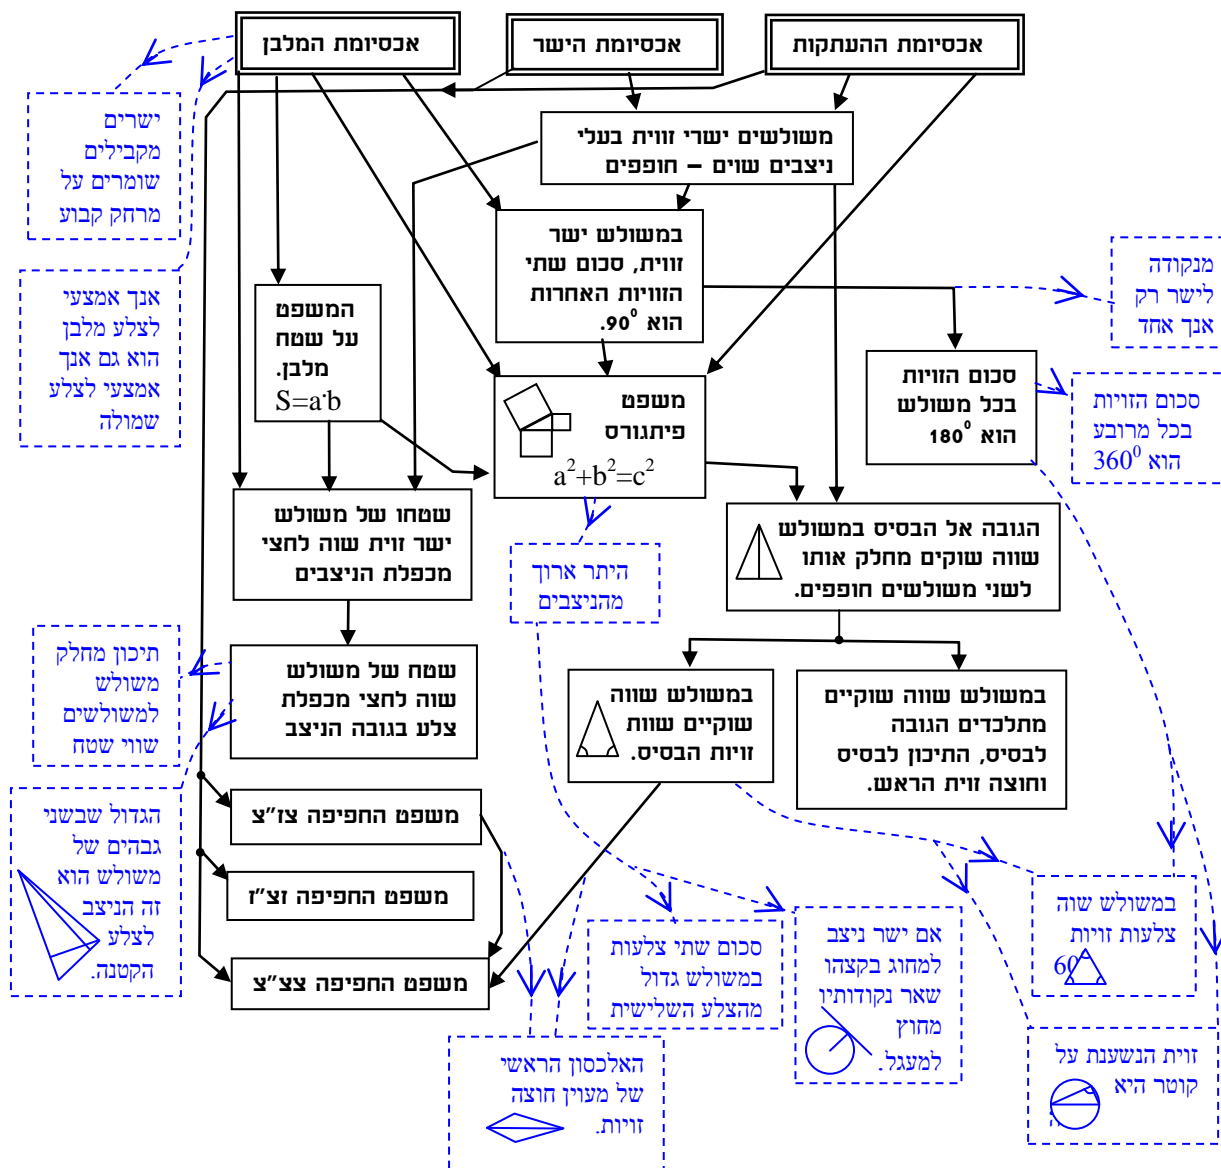 אכסיומת המלבן
אכסיומת הישר
אכסיומת ההעתקות
ישרים
מקבילים
שומרים על
מרחק קבוע
משולשים ישרי זווית בעלי
ניצבים שוים – חופפים
במשולש ישר
זווית, סכום שתי
הזוויות האחרות
הוא 90⁰.
מנקודה
לישר רק
אנך אחד
אנך אמצעי
לצלע מלבן
הוא גם אנך
אמצעי לצלע
שמולה
המשפט
על שטח
מלבן.
S=a·b
משפט
פיתגורס
a²+b²=c²
סכום הזויות
בכל משולש
הוא 180⁰
סכום הזויות
בכל מרובע
הוא 360⁰
שטחו של משולש
ישר זוית שוה לחצי
מכפלת הניצבים
היתר ארוך
מהניצבים
הגובה אל הבסיס במשולש
שווה שוקים מחלק אותו
לשני משולשים חופפים.
תיכון מחלק
משולש
למשולשים
שווי שטח
שטח של משולש
שוה לחצי מכפלת
צלע בגובה הניצב
במשולש שווה
שוקיים שוות
זויות הבסיס.
במשולש שווה שוקיים
מתלכדים הגובה
לבסיס, התיכון לבסיס
וחוצה זוית הראש.
הגדול שבשני
גבהים של
משולש הוא
זה הניצב
לצלע
הקטנה.
משפט החפיפה צז"צ
משפט החפיפה זצ"ז
משפט החפיפה צצ"צ
סכום שתי צלעות
במשולש גדול
מהצלע השלישית
אם ישר ניצב
למחוג בקצהו
שאר נקודותיו
מחוץ
למעגל.
במשולש שוה
צלעות זויות
60
האלכסון הראשי
של מעוין חוצה
זויות.
זוית הנשענת על
קוטר היא